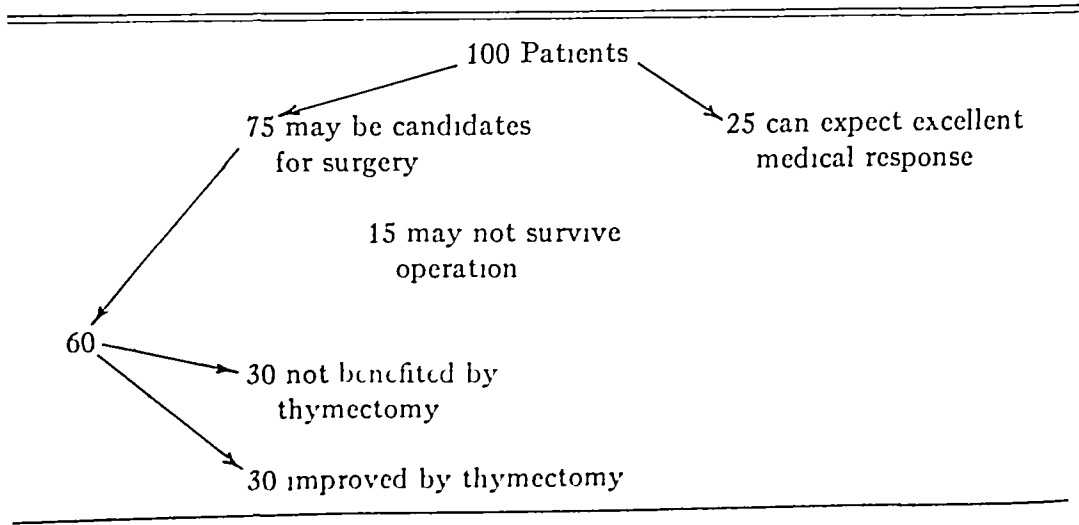 100 Patients
75 may be candidates
for surgery
25 can expect excellent
medical response
15 may not survive
operation
60
30 not benefited by
thymectomy
30 improved by thymectomy